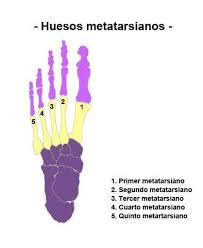 - Huesos metatarsianos -
5 4 3 2 1
1. Primer metatarsiano
2. Segundo metatarsiano
3. Tercer metatarsiano
4. Cuarto metatarsiano
5. Quinto metartarsiano